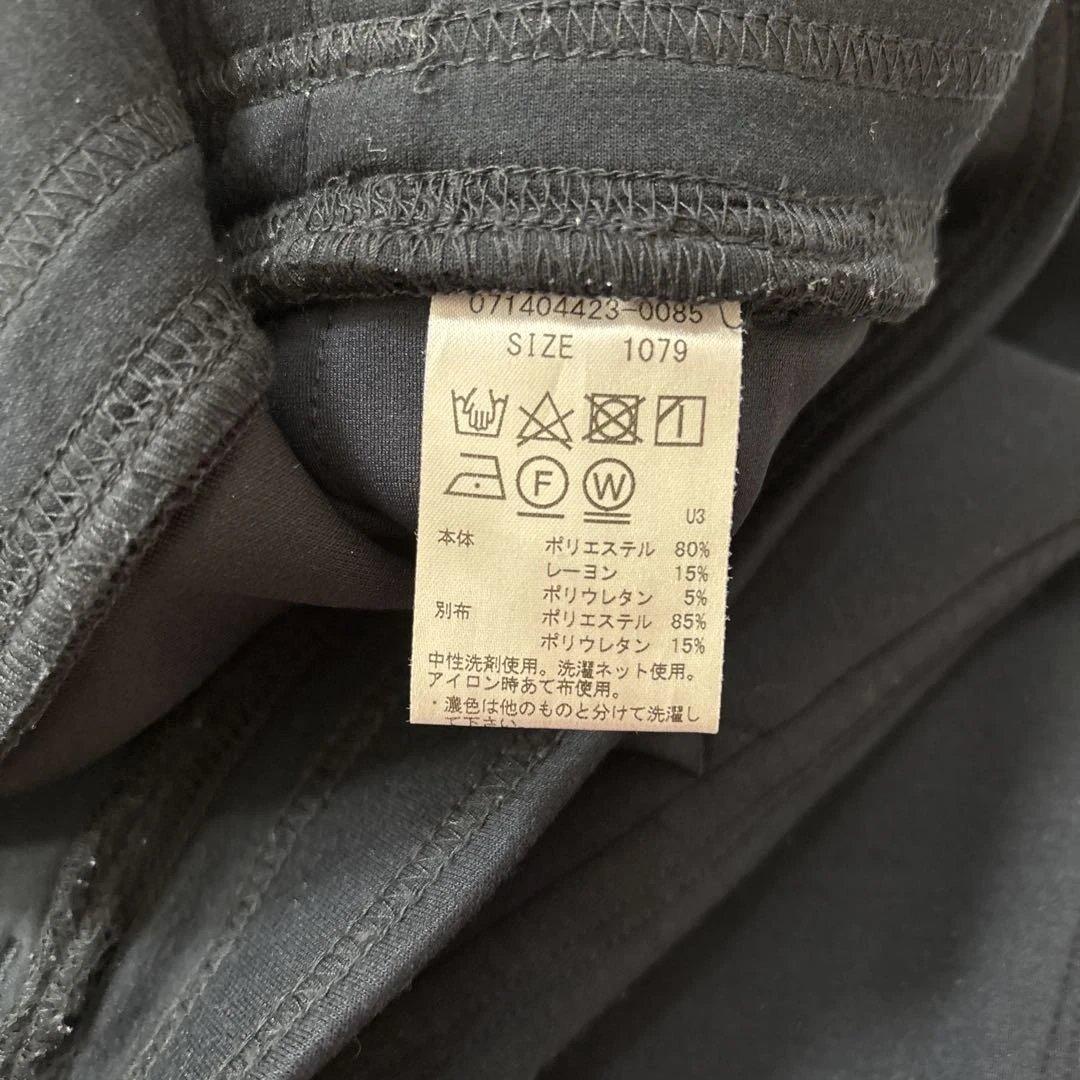 071404423-0085
SIZE 1079
F W
U3
本体 ポリエステル 80%
レーヨン 15%
ポリウレタン 5%
別布 ポリエステル 85%
ポリウレタン 15%
中性洗剤使用。洗濯ネット使用。
アイロン時あて布使用。
・濃色は他のものと分けて洗濯し
て下さい